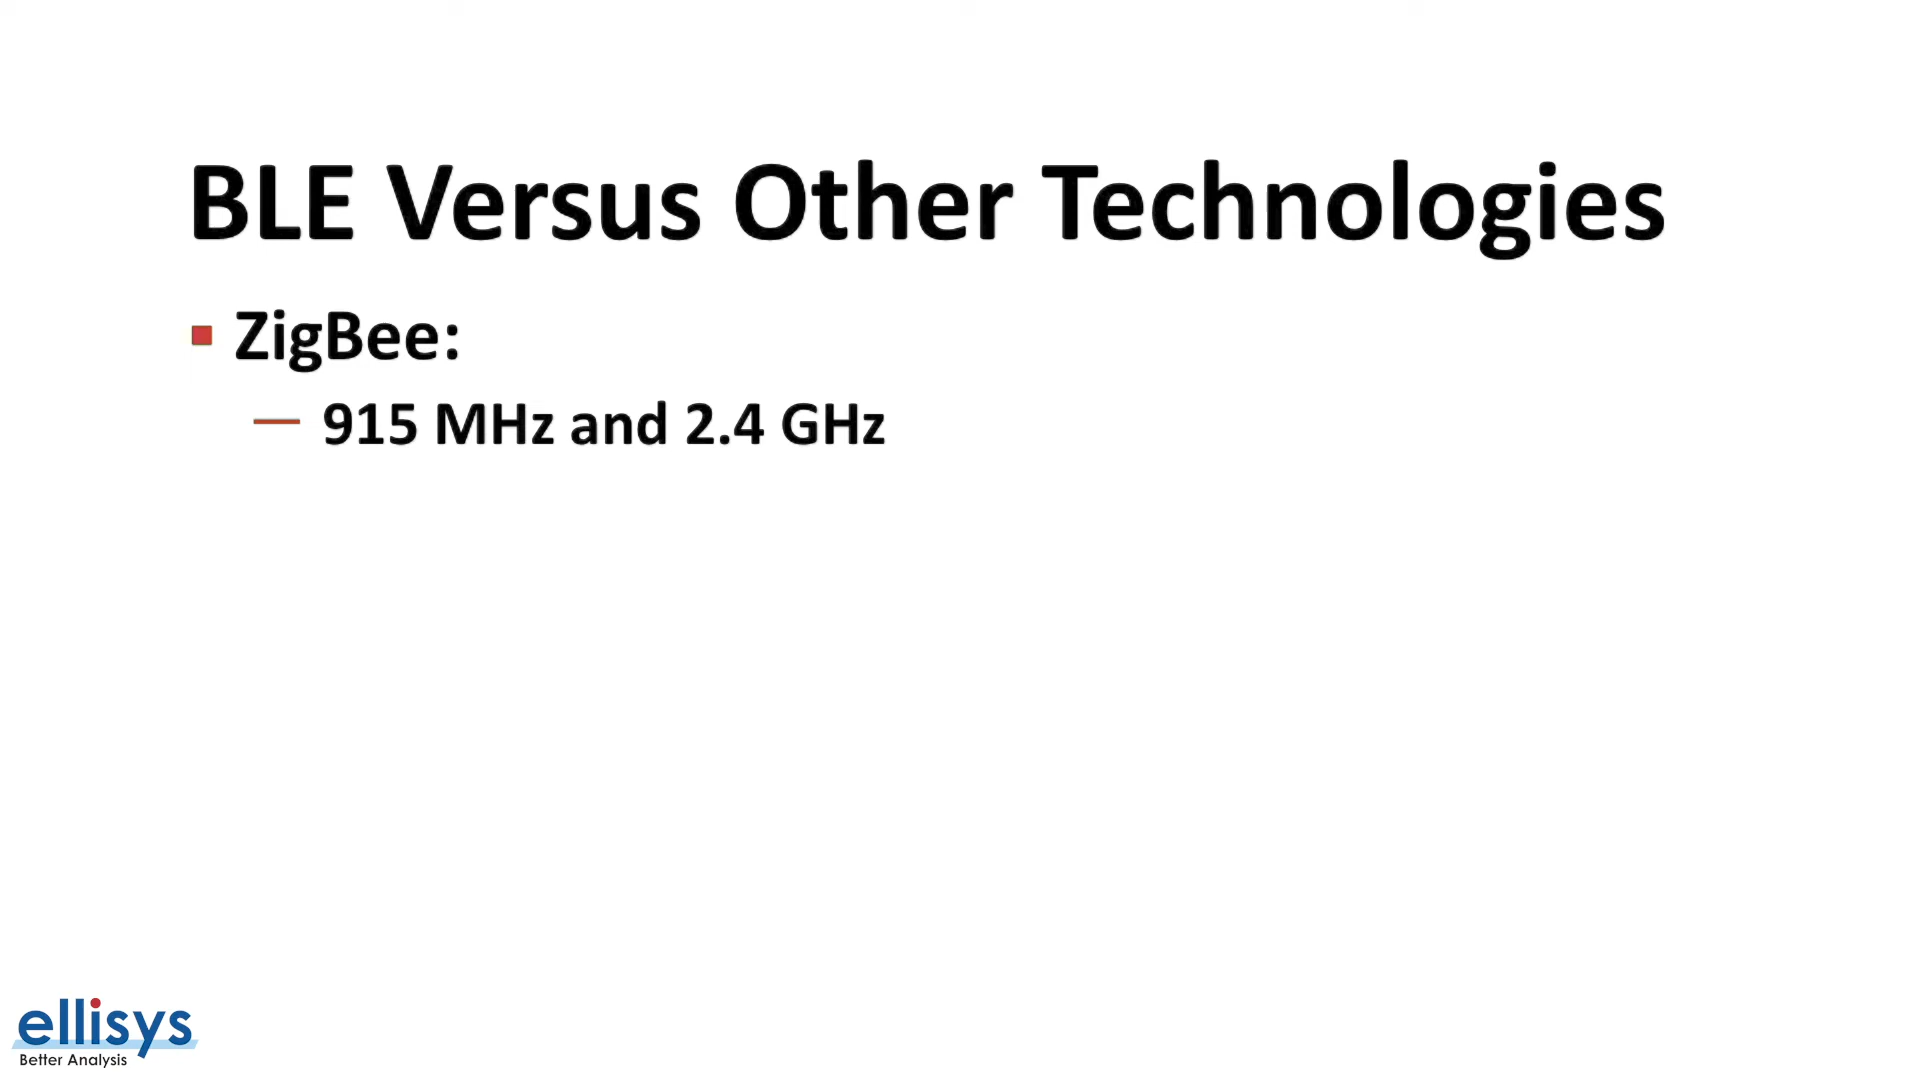 BLE Versus Other Technologies
ZigBee:
— 915 MHz and 2.4 GHz
ellisys
Better Analysis